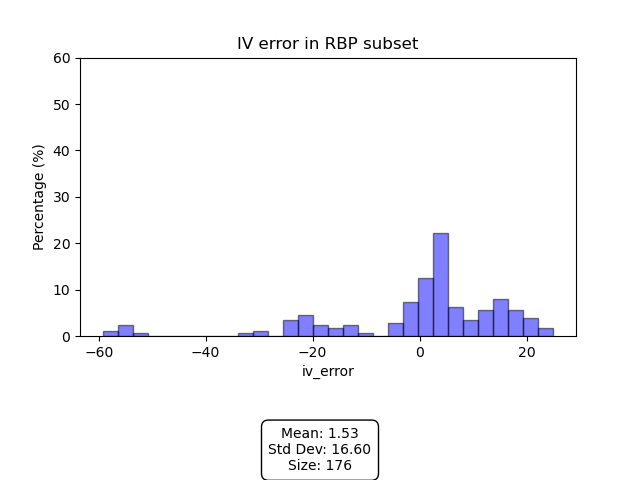 IV error in RBP subset
Percentage (%)
60
50
40
30
20
10
0
−60
−40
−20
0
20
iv_error
Mean: 1.53
Std Dev: 16.60
Size: 176